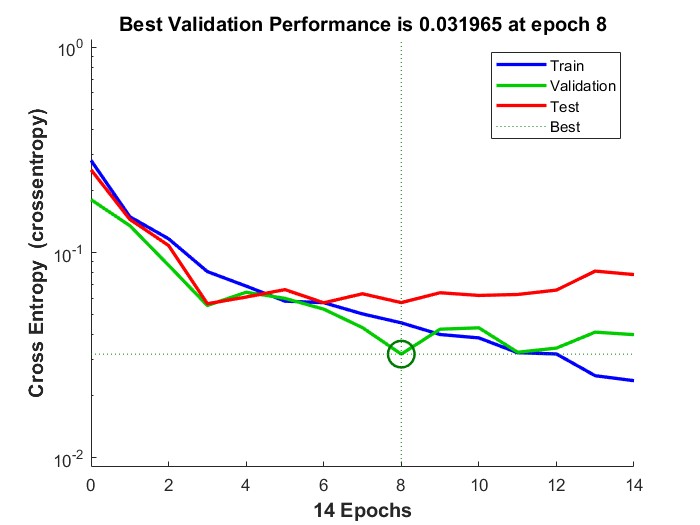 Best Validation Performance is 0.031965 at epoch 8
Cross Entropy (crossentropy)
10^0
10^-1
10^-2
Train
Validation
Test
Best
0 2 4 6 8 10 12 14
14 Epochs